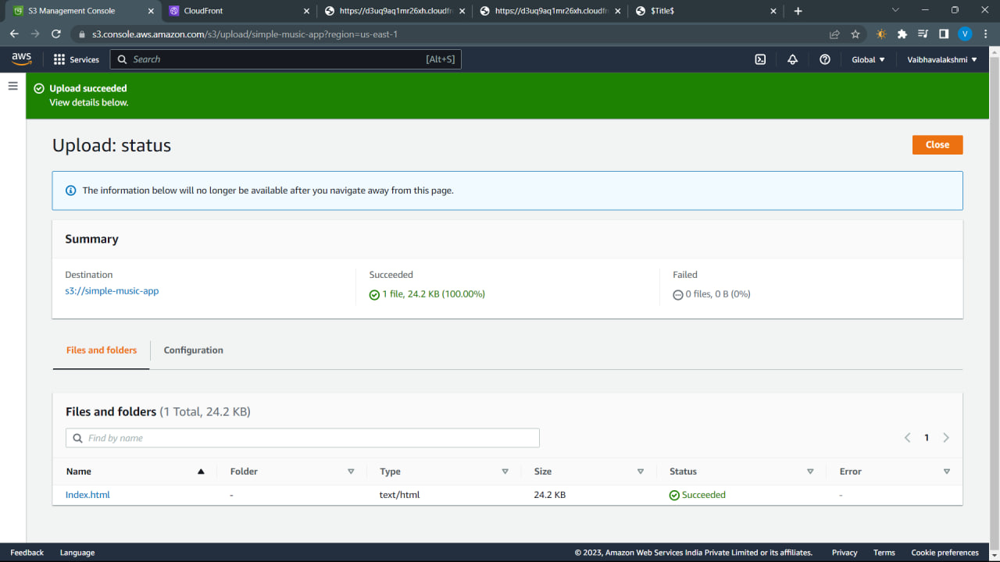 S3 Management Console
CloudFront
https://d3uq9aq1mr26xh.cloudfr
https://d3uq9aq1mr26xh.cloudfr
$Title$
s3.console.aws.amazon.com/s3/upload/simple-music-app?region=us-east-1
V
aws
Services
Search
[Alt+S]
Global
Vaibhavalakshmi
Upload succeeded
View details below.
Upload: status
Close
The information below will no longer be available after you navigate away from this page.
Summary
Destination
s3://simple-music-app
Succeeded
1 file, 24.2 KB (100.00%)
Failed
0 files, 0 B (0%)
Files and folders
Configuration
Files and folders (1 Total, 24.2 KB)
Find by name
1
Name Folder Type Size Status Error
Index.html - text/html 24.2 KB Succeeded -
Feedback Language © 2023, Amazon Web Services India Private Limited or its affiliates. Privacy Terms Cookie preferences